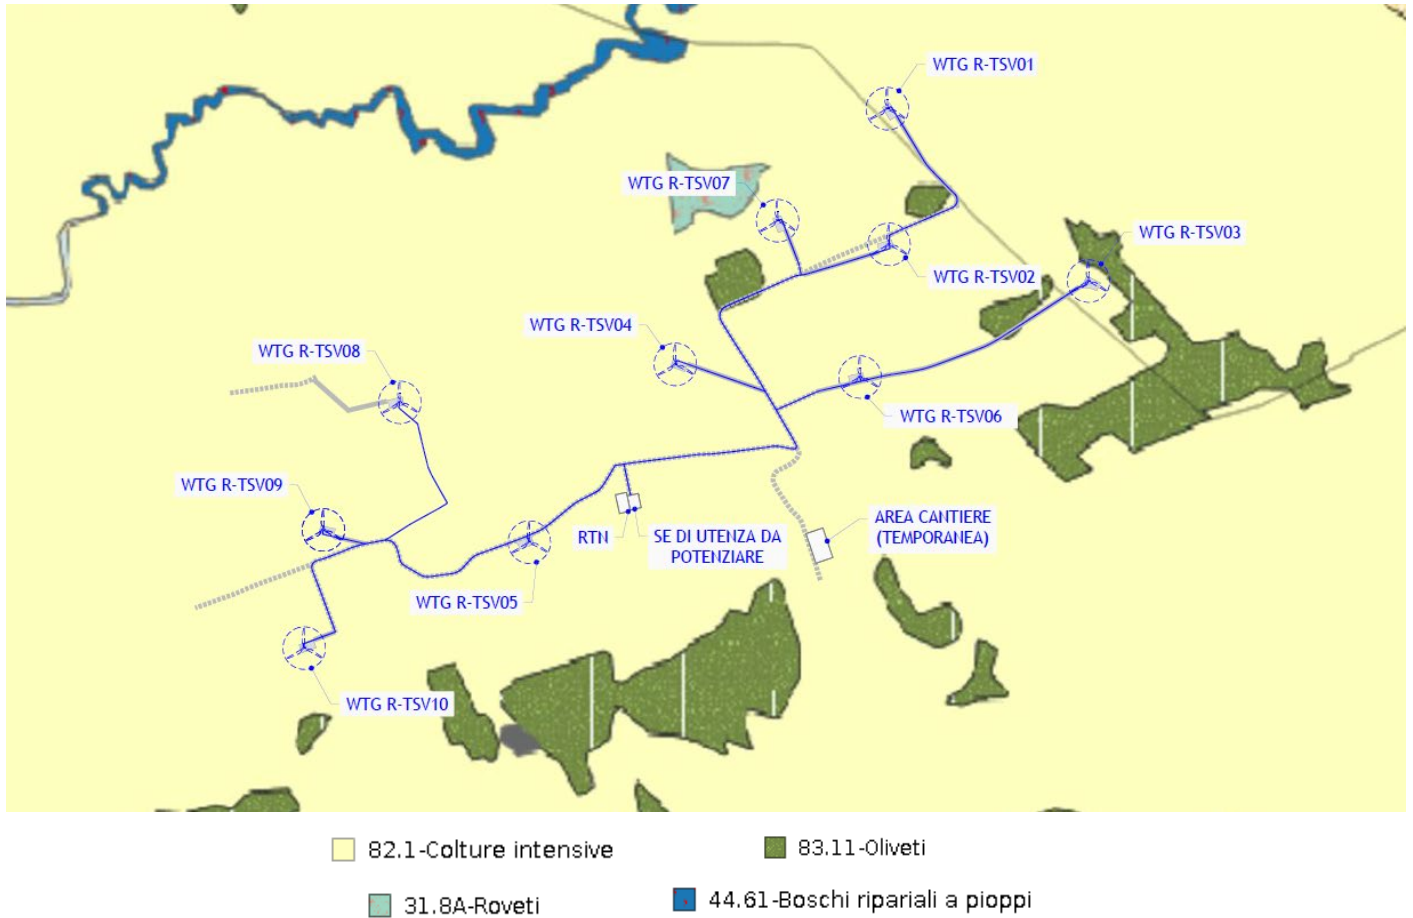 WTG R-TSV01
WTG R-TSV07
WTG R-TSV03
WTG R-TSV02
WTG R-TSV04
WTG R-TSV08
WTG R-TSV06
WTG R-TSV09
RTN
SE DI UTENZA DA
POTENZIARE
AREA CANTIERE
(TEMPORANEA)
WTG R-TSV05
WTG R-TSV10
82.1-Colture intensive
83.11-Oliveti
31.8A-Roveti
44.61-Boschi ripariali a pioppi